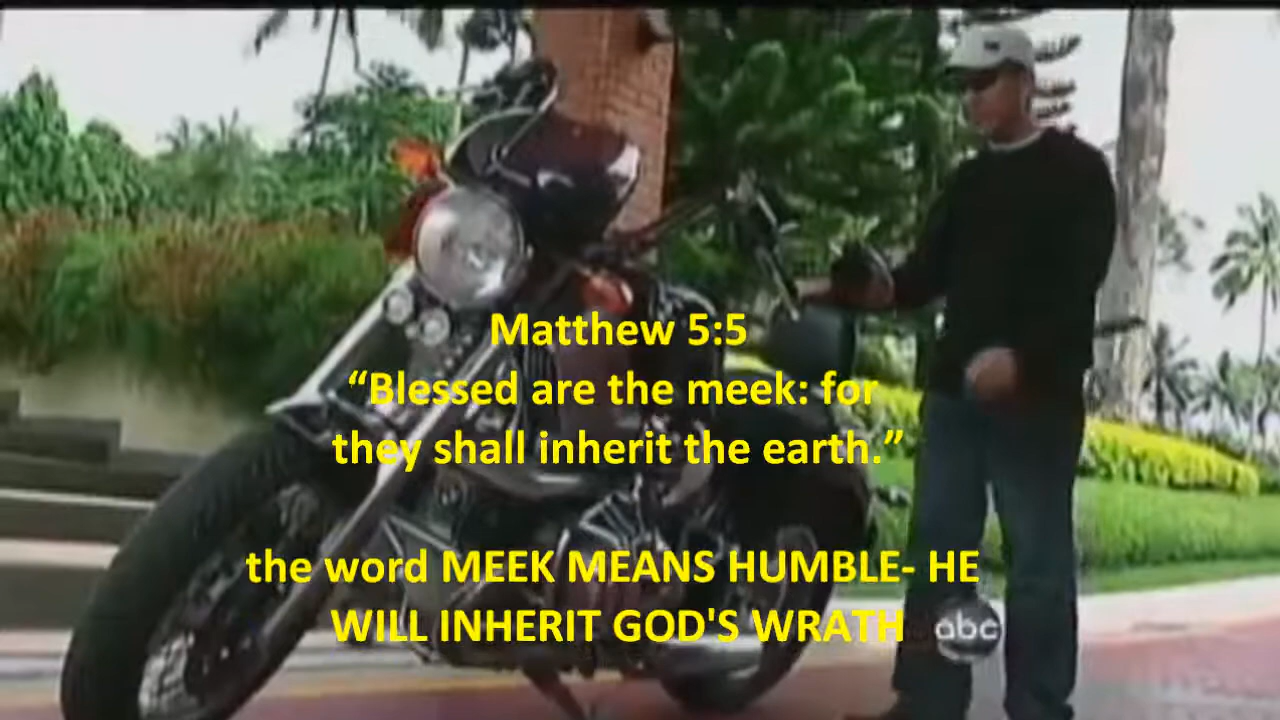 Matthew 5:5
“Blessed are the meek: for
they shall inherit the earth.”
the word MEEK MEANS HUMBLE- HE
WILL INHERIT GOD'S WRATH
abc